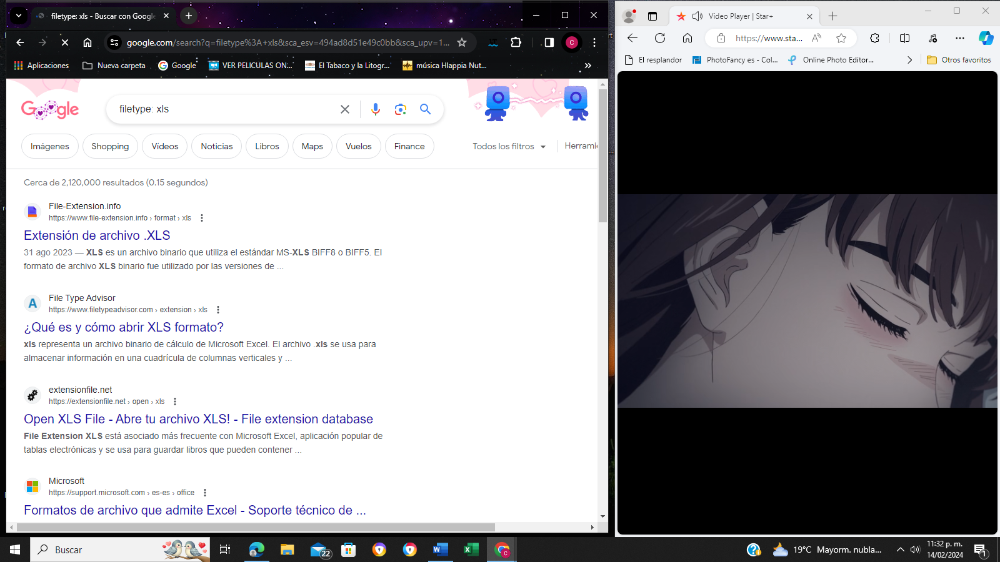 filetype: xls - Buscar con Google
google.com/search?q=filetype%3A+xls&sca_esv=494ad8d51e49c0bb&sca_upv=1...
Aplicaciones
Nueva carpeta
Google
VER PELICULAS ON...
El Tabaco y la Litogr...
música Hlappia Nut...
Google
filetype: xls
Imágenes
Shopping
Vídeos
Noticias
Libros
Maps
Vuelos
Finance
Todos los filtros
Herrami
Cerca de 2,120,000 resultados (0.15 segundos)
File-Extension.info
https://www.file-extension.info › format › xls
Extensión de archivo .XLS
31 ago 2023 — XLS es un archivo binario que utiliza el estándar MS-XLS BIFF8 o BIFF5. El
formato de archivo XLS binario fue utilizado por las versiones de ...
File Type Advisor
https://www.filetypeadvisor.com › extension › xls
¿Qué es y cómo abrir XLS formato?
xls representa un archivo binario de cálculo de Microsoft Excel. El archivo .xls se usa para
almacenar información en una cuadrícula de columnas verticales y ...
extensionfile.net
https://extensionfile.net › open › xls
Open XLS File - Abre tu archivo XLS! - File extension database
File Extension XLS está asociado más frecuente con Microsoft Excel, aplicación popular de
tablas electrónicas y se usa para guardar libros que pueden contener ...
Microsoft
https://support.microsoft.com › es-es › office
Formatos de archivo que admite Excel - Soporte técnico de ...
Video Player | Star+
https://www.sta...
El resplandor
PhotoFancy es - Col...
Online Photo Editor...
Otros favoritos
Buscar
22
19°C Mayorm. nubla...
11:32 p. m.
14/02/2024
1